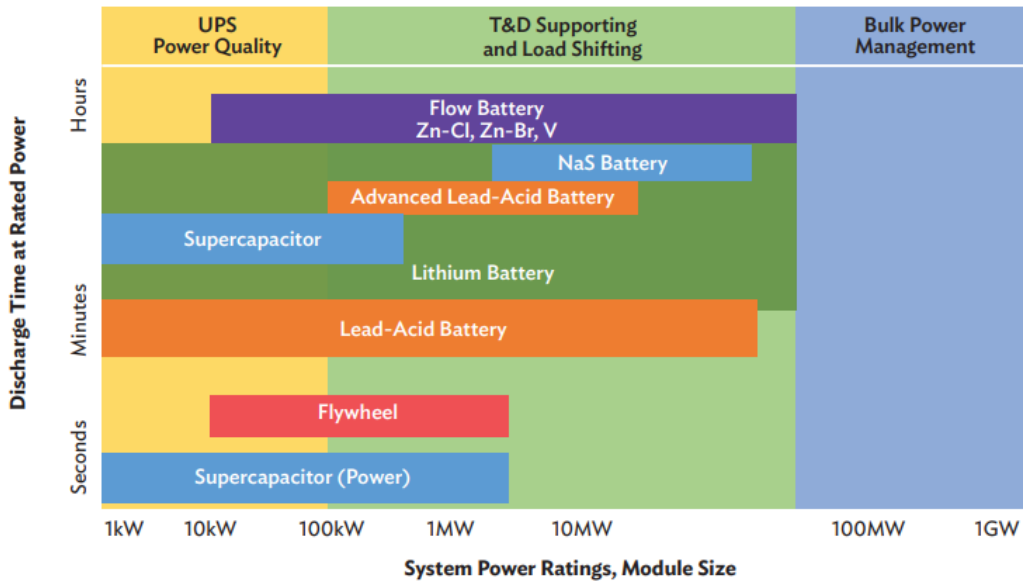 UPS
Power Quality
T&D Supporting
and Load Shifting
Bulk Power
Management
Discharge Time at Rated Power
Hours
Minutes
Seconds
Flow Battery
Zn-Cl, Zn-Br, V
NaS Battery
Advanced Lead-Acid Battery
Supercapacitor
Lithium Battery
Lead-Acid Battery
Flywheel
Supercapacitor (Power)
1kW 10kW 100kW 1MW 10MW 100MW 1GW
System Power Ratings, Module Size